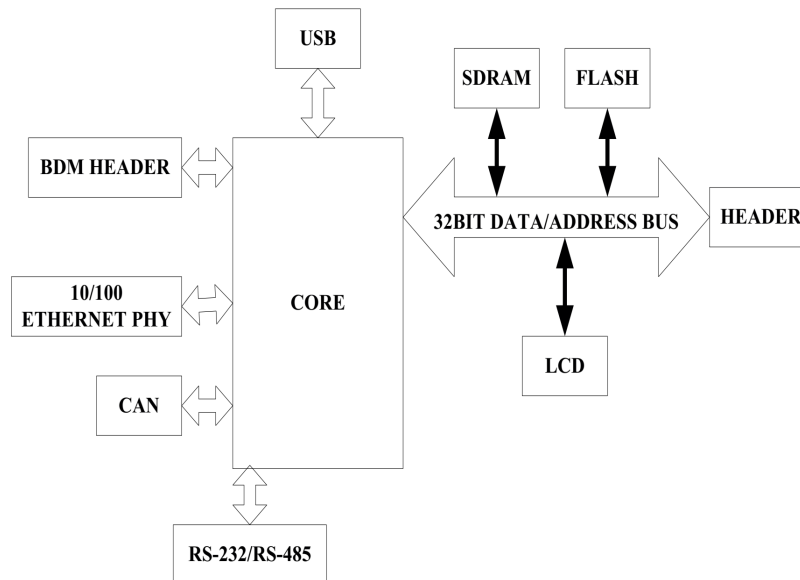 USB
SDRAM
FLASH
BDM HEADER
32BIT DATA/ADDRESS BUS
HEADER
10/100
ETHERNET PHY
CORE
LCD
CAN
RS-232/RS-485